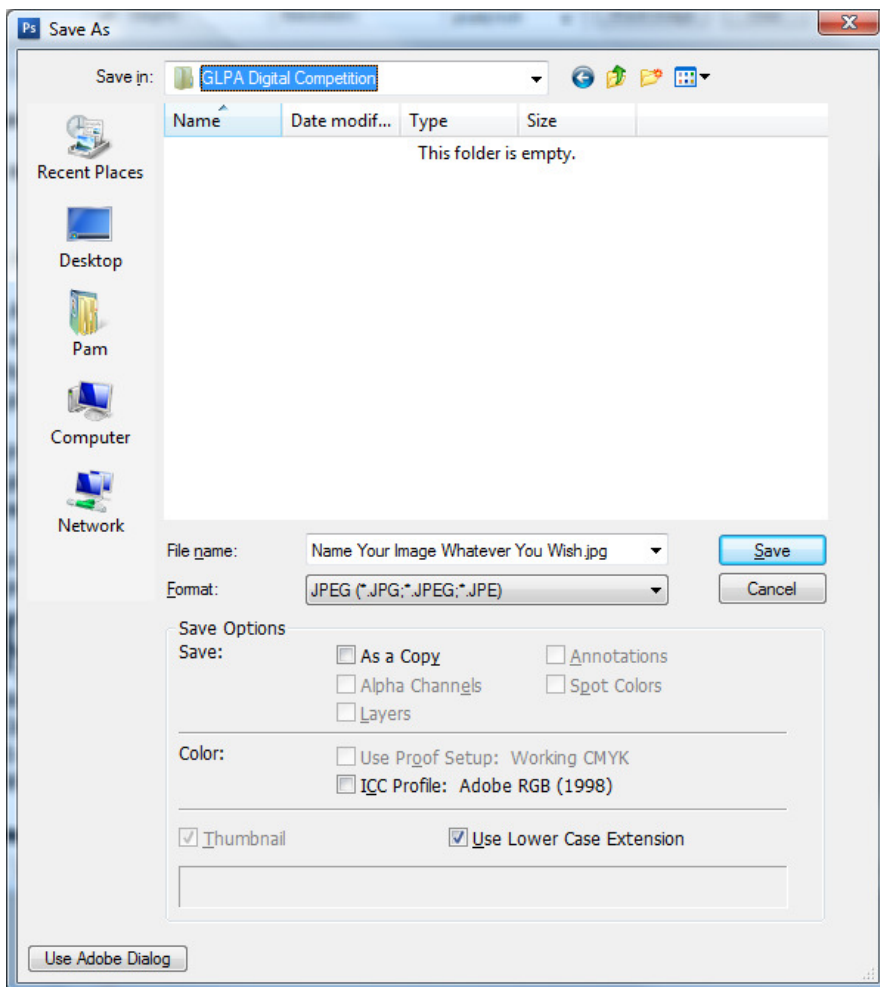 Ps Save As
Save in: GLPA Digital Competition
Name Date modif... Type Size
This folder is empty.
Recent Places
Desktop
Pam
Computer
Network
File name: Name Your Image Whatever You Wish.jpg Save
Format: JPEG (*.JPG;*.JPEG;*.JPE) Cancel
Save Options
Save: As a Copy Annotations
Alpha Channels Spot Colors
Layers
Color: Use Proof Setup: Working CMYK
ICC Profile: Adobe RGB (1998)
Thumbnail Use Lower Case Extension
Use Adobe Dialog